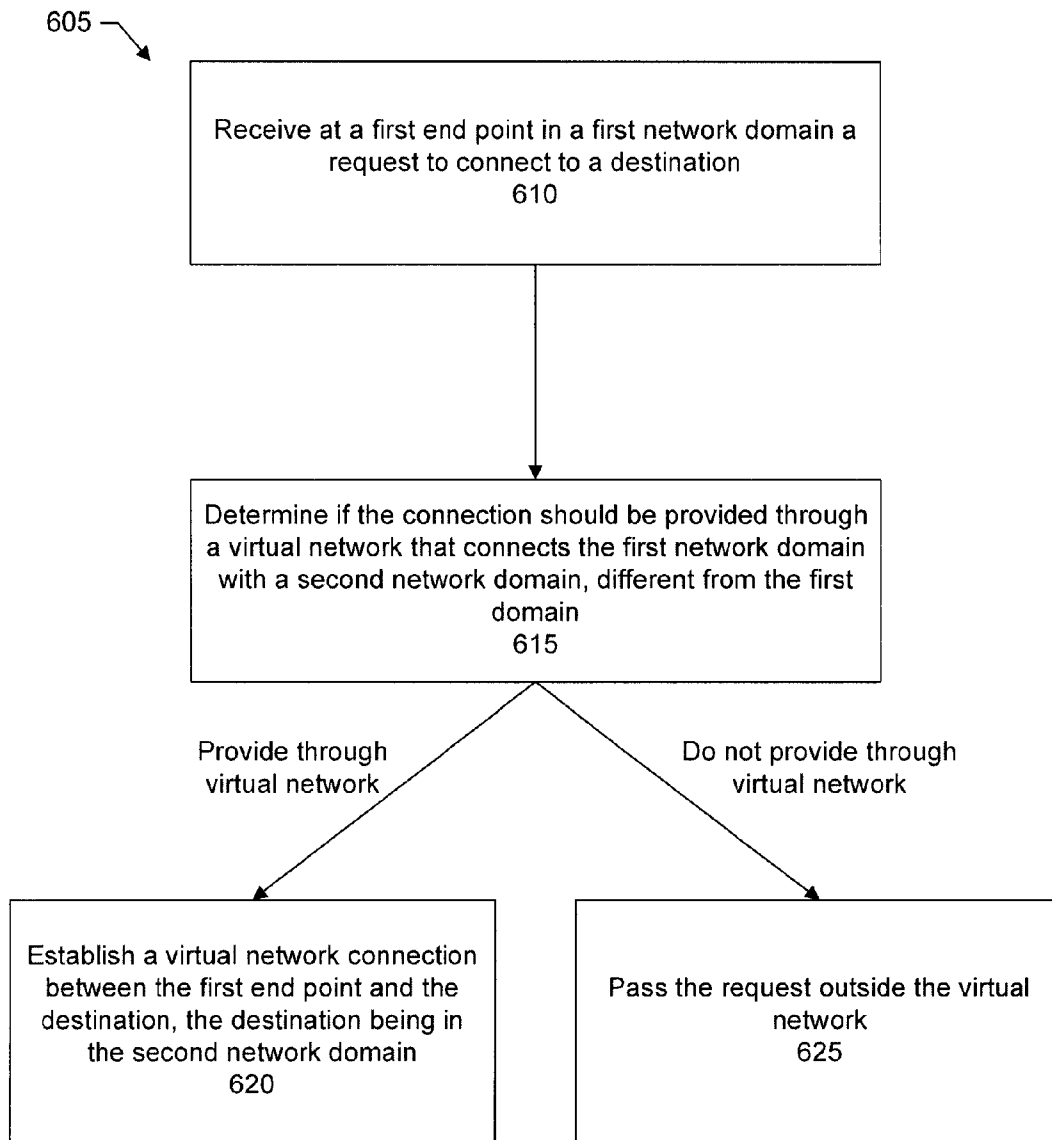 605
Receive at a first end point in a first network domain a
request to connect to a destination
610
Determine if the connection should be provided through
a virtual network that connects the first network domain
with a second network domain, different from the first
domain
615
Provide through
virtual network
Do not provide through
virtual network
Establish a virtual network connection
between the first end point and the
destination, the destination being in
the second network domain
620
Pass the request outside the virtual
network
625